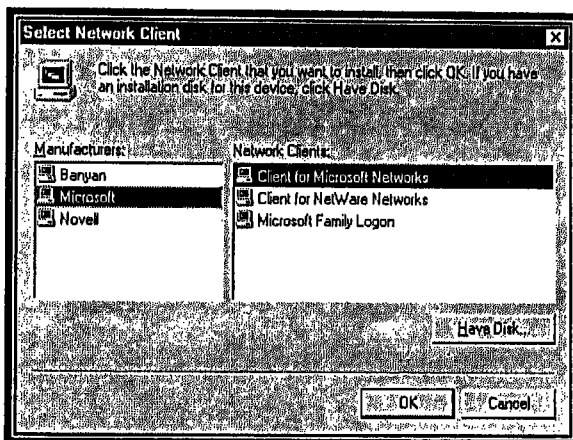 Select Network Client
Click the Network Client that you want to install, then click OK. If you have
an installation disk for this device, click Have Disk.
Manufacturers:
Network Clients:
Banyan
Microsoft
Novell
Client for Microsoft Networks
Client for NetWare Networks
Microsoft Family Logon
Have Disk...
OK
Cancel